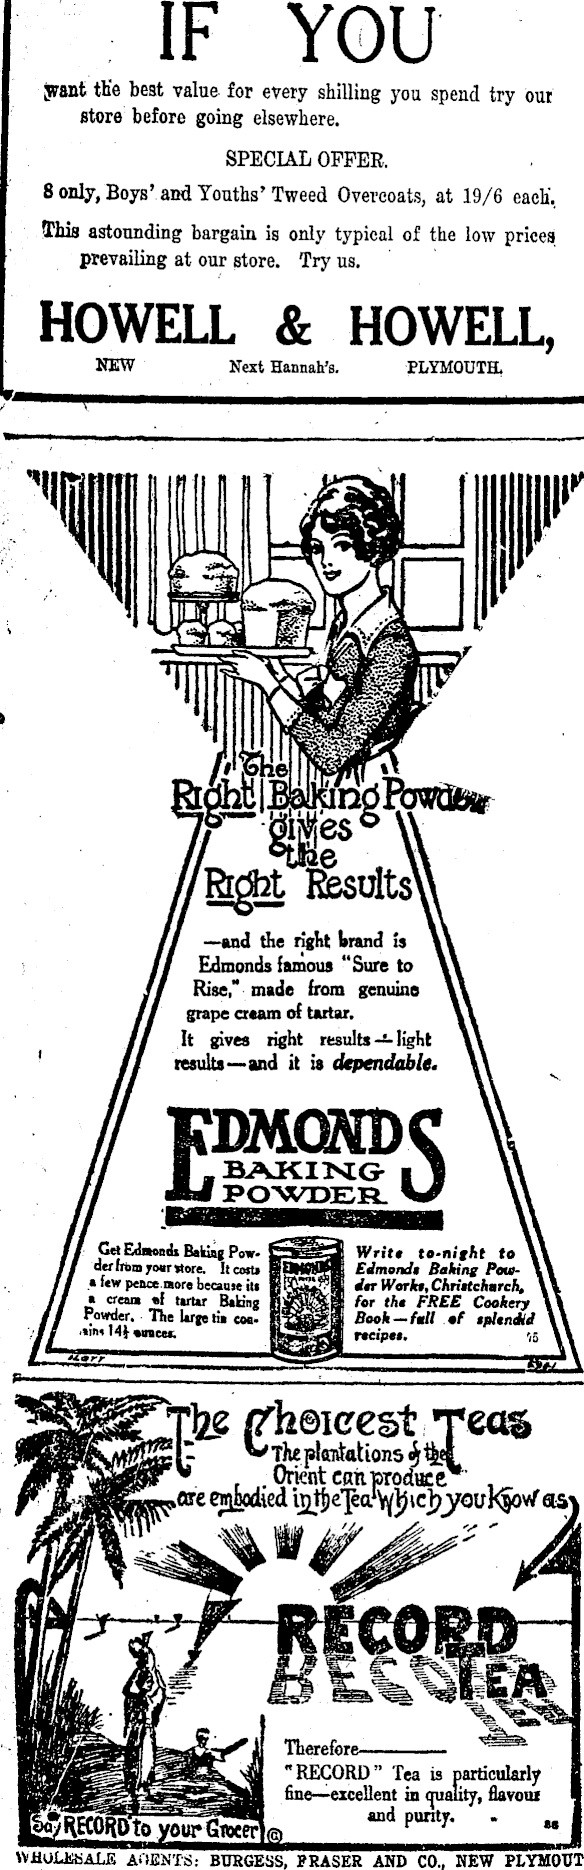 IF YOU
want the best value for every shilling you spend try our
store before going elsewhere.
SPECIAL OFFER.
8 only, Boys' and Youths' Tweed Overcoats, at 19/6 each.
This astounding bargain is only typical of the low prices
prevailing at our store. Try us.
HOWELL & HOWELL,
NEW Next Hannah's. PLYMOUTH.
The
Right Baking Powder
gives
the
Right Results
—and the right brand is
Edmonds famous "Sure to
Rise," made from genuine
grape cream of tartar.
It gives right results—light
results—and it is dependable.
EDMONDS
BAKING
POWDER
Get Edmonds Baking Pow-
der from your store. It costs
a few pence more because its
a cream of tartar Baking
Powder. The large tin con-
tains 14½ ounces.
EDMONDS
Write to-night to
Edmonds Baking Pow-
der Works, Christchurch,
for the FREE Cookery
Book—full of splendid
recipes.
The Choicest Teas
The plantations of the
Orient can produce
are embodied in the Tea which you know as
RECORD
TEA
Therefore
"RECORD" Tea is particularly
fine—excellent in quality, flavour
and purity.
Say RECORD to your Grocer
WHOLESALE AGENTS: BURGESS, FRASER AND CO., NEW PLYMOUT